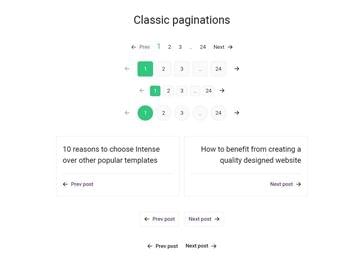 Classic paginations
← Prev 1 2 3 ... 24 Next →
← 1 2 3 ... 24 →
← 1 2 3 ... 24 →
← 1 2 3 ... 24 →
10 reasons to choose Intense
over other popular templates
← Prev post
How to benefit from creating a
quality designed website
Next post →
← Prev post Next post →
← Prev post Next post →